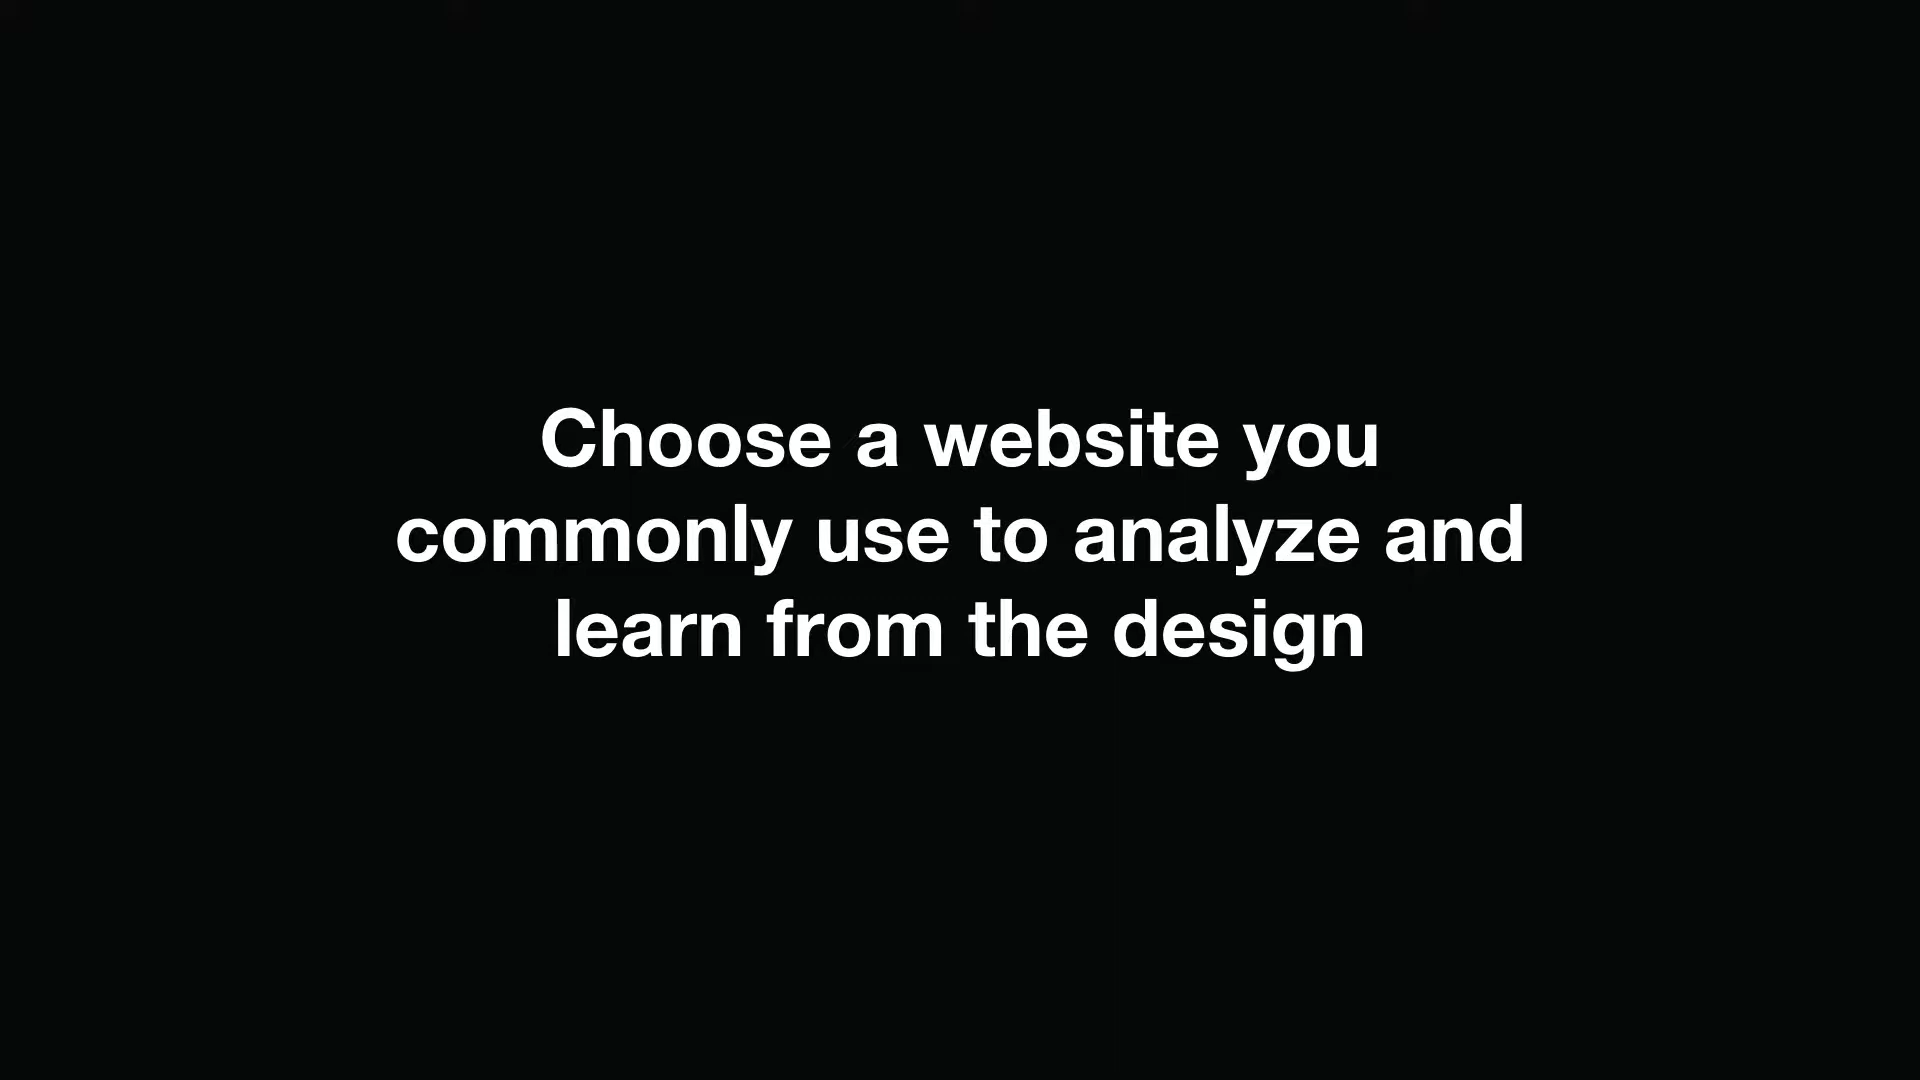 Choose a website you
commonly use to analyze and
learn from the design